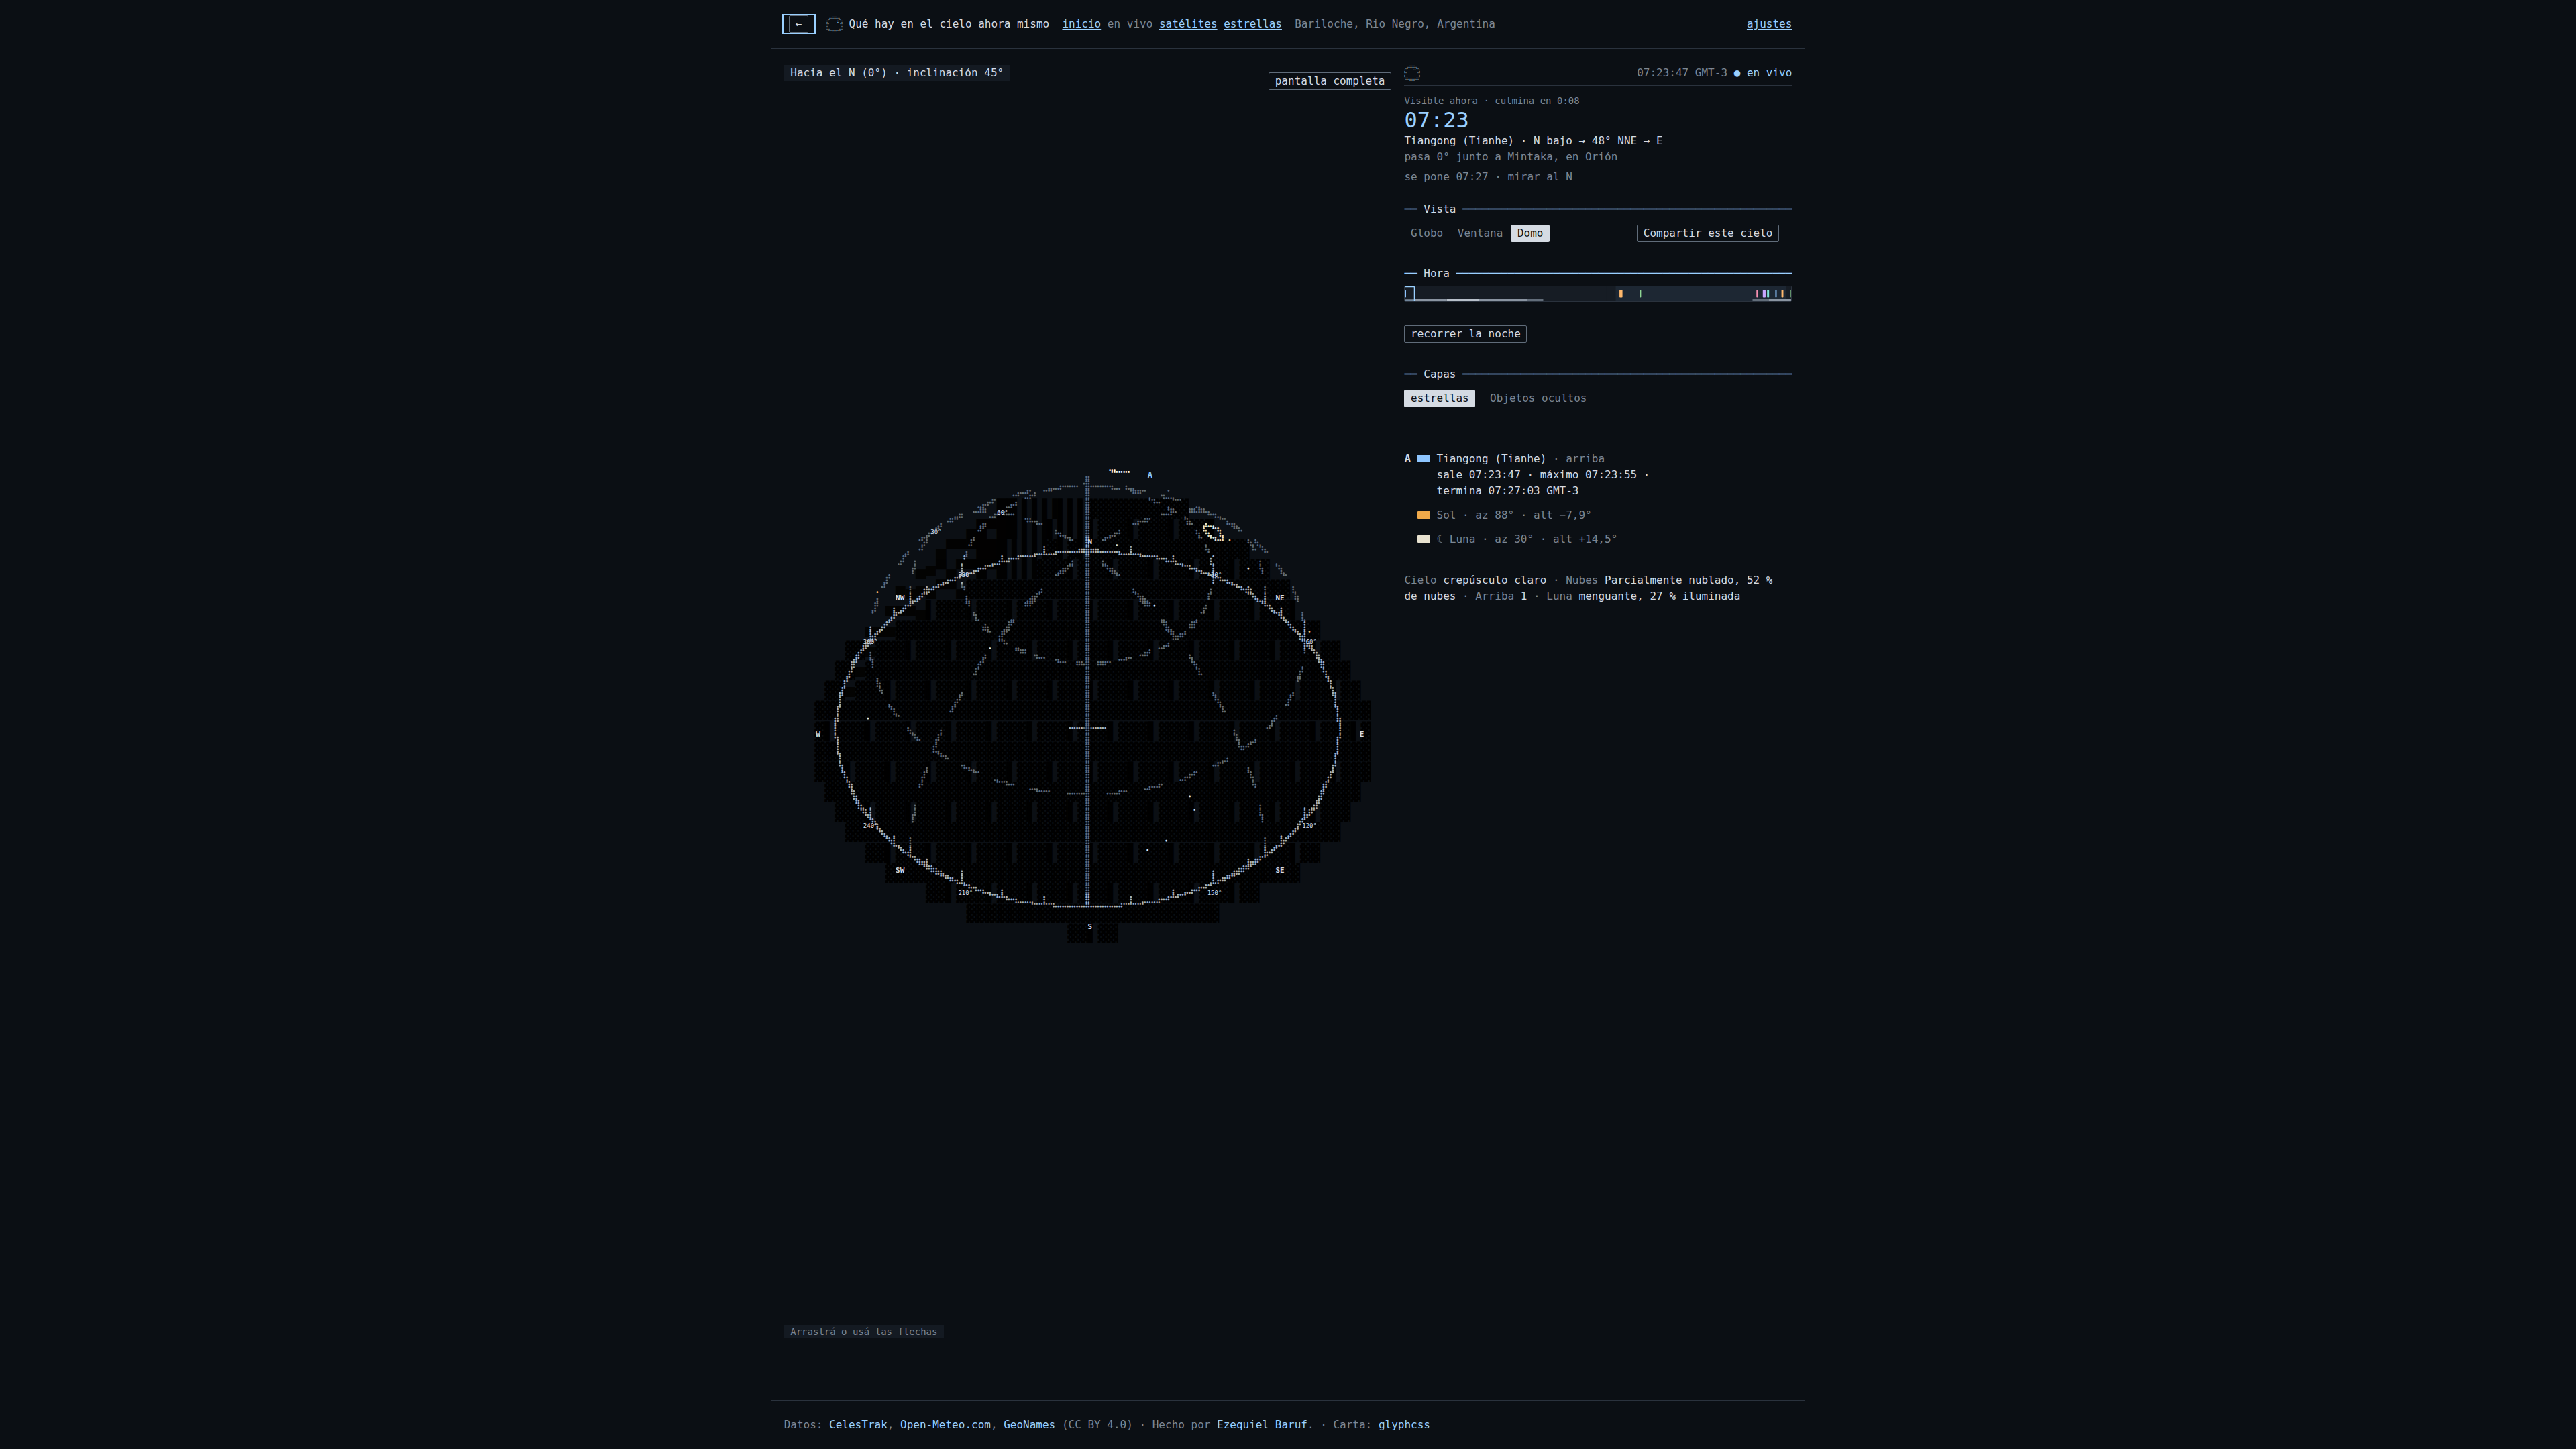 ← Qué hay en el cielo ahora mismo inicio en vivo satélites estrellas Bariloche, Rio Negro, Argentina ajustes
Hacia el N (0°) · inclinación 45°
pantalla completa
07:23:47 GMT-3 ● en vivo
Visible ahora · culmina en 0:08
07:23
Tiangong (Tianhe) · N bajo → 48° NNE → E
pasa 0° junto a Mintaka, en Orión
se pone 07:27 · mirar al N
Vista
Globo Ventana Domo Compartir este cielo
Hora
recorrer la noche
Capas
estrellas Objetos ocultos
A Tiangong (Tianhe) · arriba
sale 07:23:47 · máximo 07:23:55 ·
termina 07:27:03 GMT-3
Sol · az 88° · alt −7,9°
☾ Luna · az 30° · alt +14,5°
Cielo crepúsculo claro · Nubes Parcialmente nublado, 52 %
de nubes · Arriba 1 · Luna menguante, 27 % iluminada
A
N
NW
NE
W
E
240°
120°
SW
SE
210°
150°
S
Arrastrá o usá las flechas
Datos: CelesTrak, Open-Meteo.com, GeoNames (CC BY 4.0) · Hecho por Ezequiel Baruf. · Carta: glyphcss